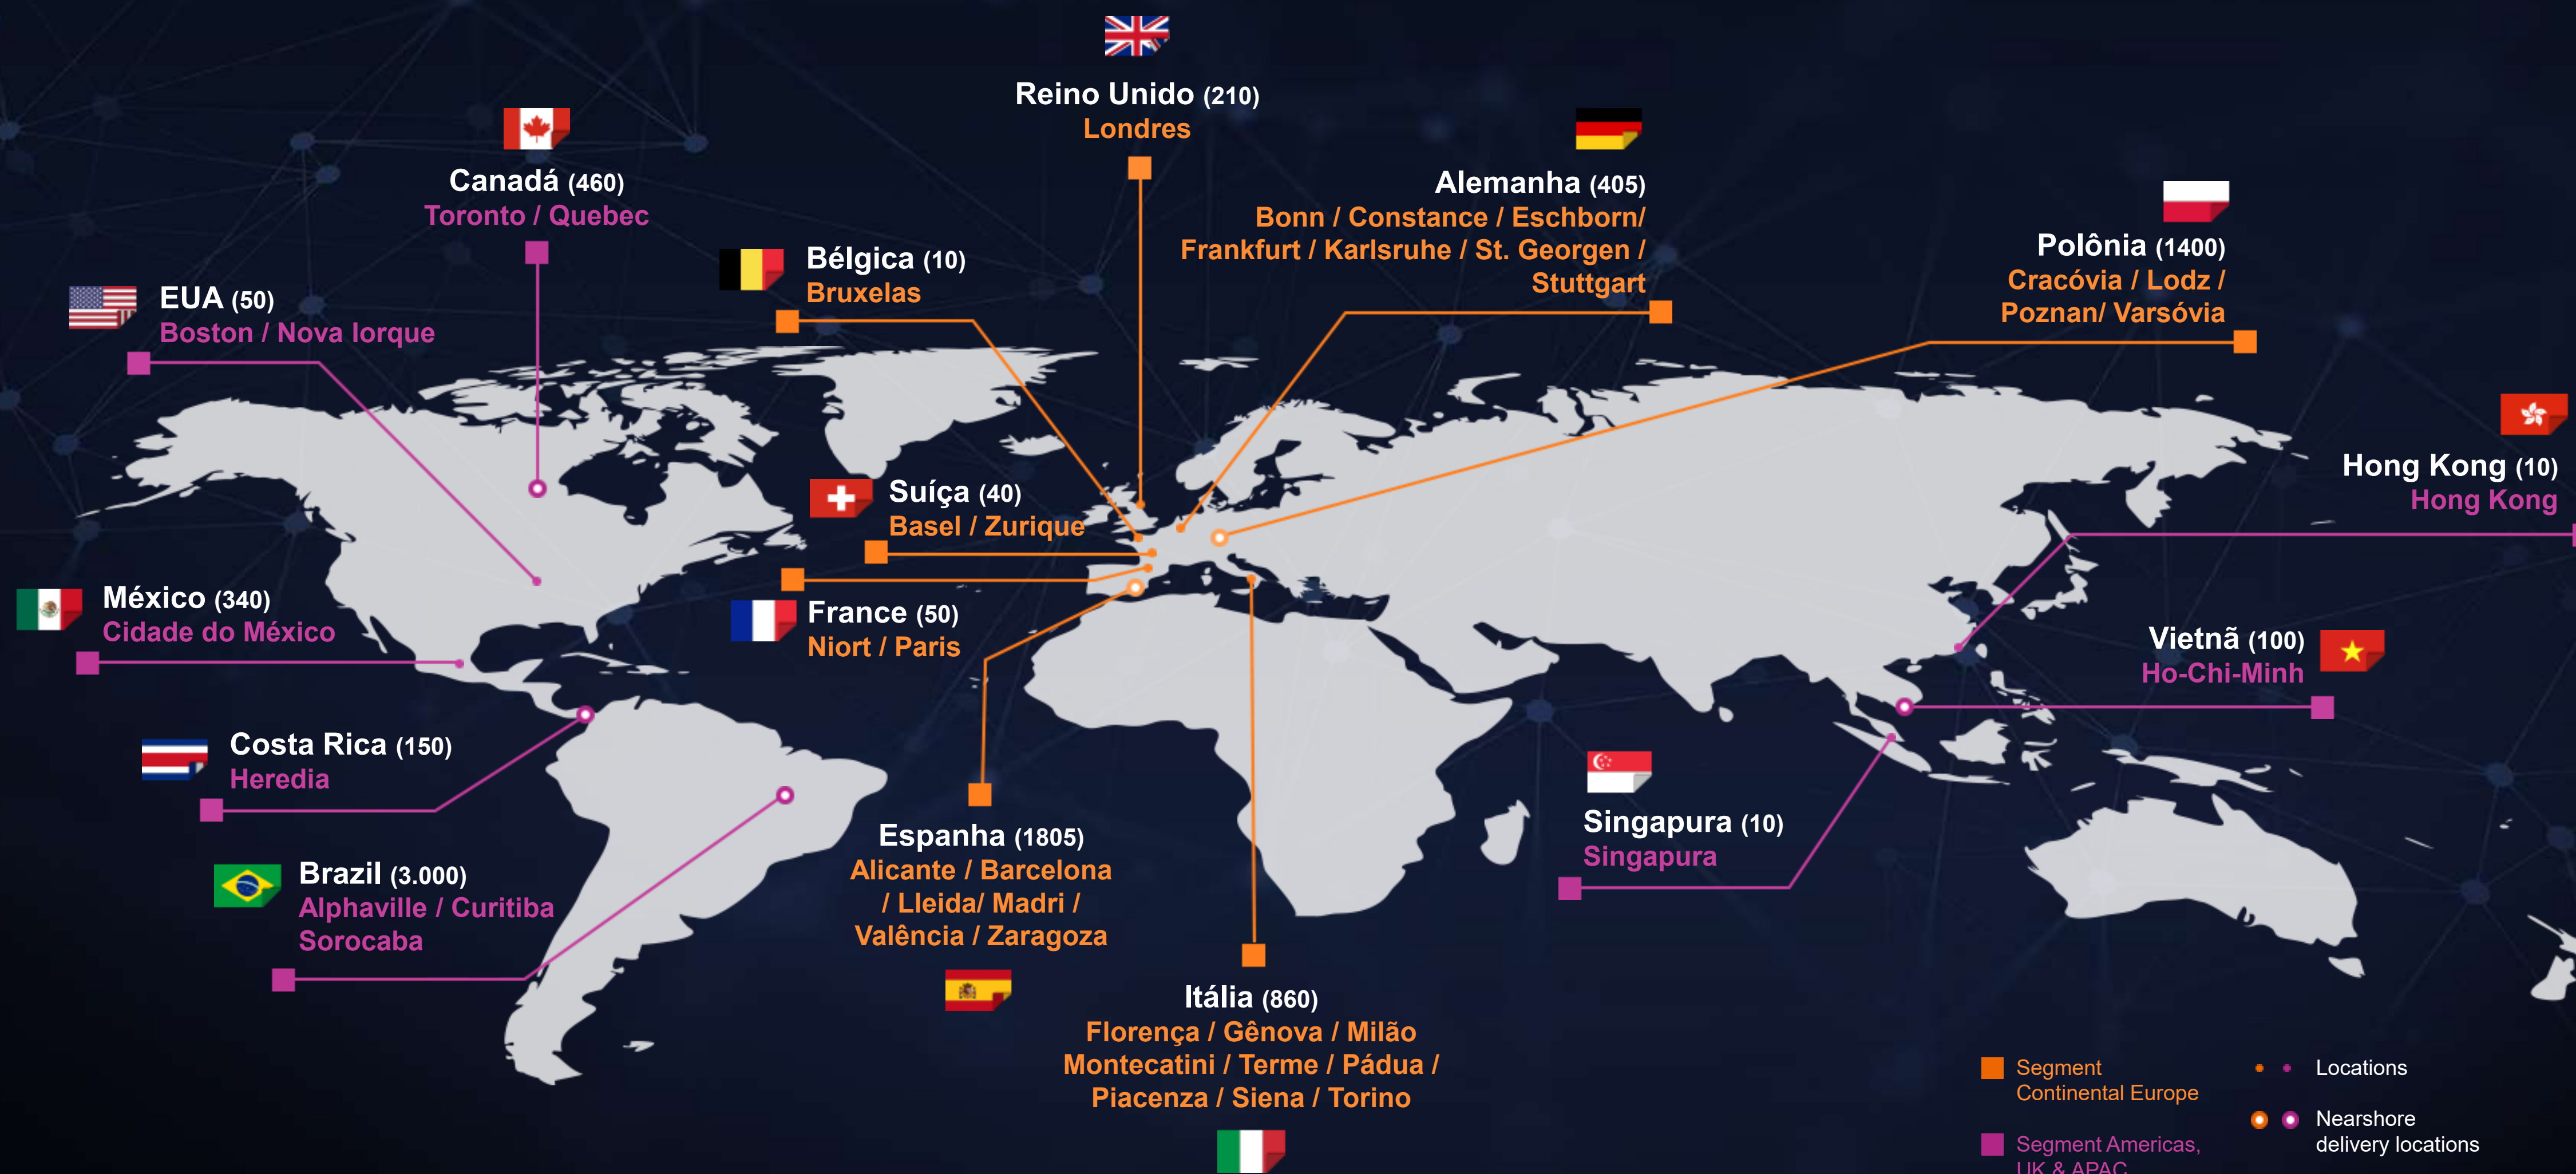 Reino Unido (210)
Londres
Canadá (460)
Toronto / Quebec
Alemanha (405)
Bonn / Constance / Eschborn/
Frankfurt / Karlsruhe / St. Georgen /
Stuttgart
Polônia (1400)
Cracóvia / Lodz /
Poznan/ Varsóvia
Bélgica (10)
Bruxelas
EUA (50)
Boston / Nova Iorque
Hong Kong (10)
Hong Kong
Suíça (40)
Basel / Zurique
México (340)
Cidade do México
France (50)
Niort / Paris
Vietnã (100)
Ho-Chi-Minh
Costa Rica (150)
Heredia
Singapura (10)
Singapura
Brazil (3.000)
Alphaville / Curitiba
Sorocaba
Espanha (1805)
Alicante / Barcelona
/ Lleida/ Madri /
Valência / Zaragoza
Itália (860)
Florença / Gênova / Milão
Montecatini / Terme / Pádua /
Piacenza / Siena / Torino
Segment
Continental Europe
Locations
Nearshore
delivery locations
Segment Americas,
UK & APAC